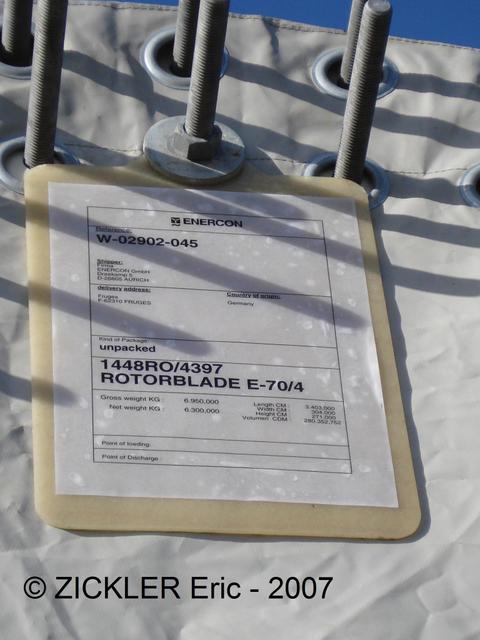 ENERCON
Reference:
W-02902-045
Shipper:
Firma
ENERCON GmbH
Dreekamp 5
D-26605 AURICH
delivery address:
Country of origin:
Fruges
F-62310 FRUGES
Germany
Kind of Package:
unpacked
1448RO/4397
ROTORBLADE E-70/4
Gross weight KG : 6.950,000
Net weight KG : 6.300,000
Length CM : 3.403,000
Width CM : 304,000
Height CM : 271,000
Volumen CDM : 280.352,752
Point of loading:
Point of Discharge :
© ZICKLER Eric - 2007